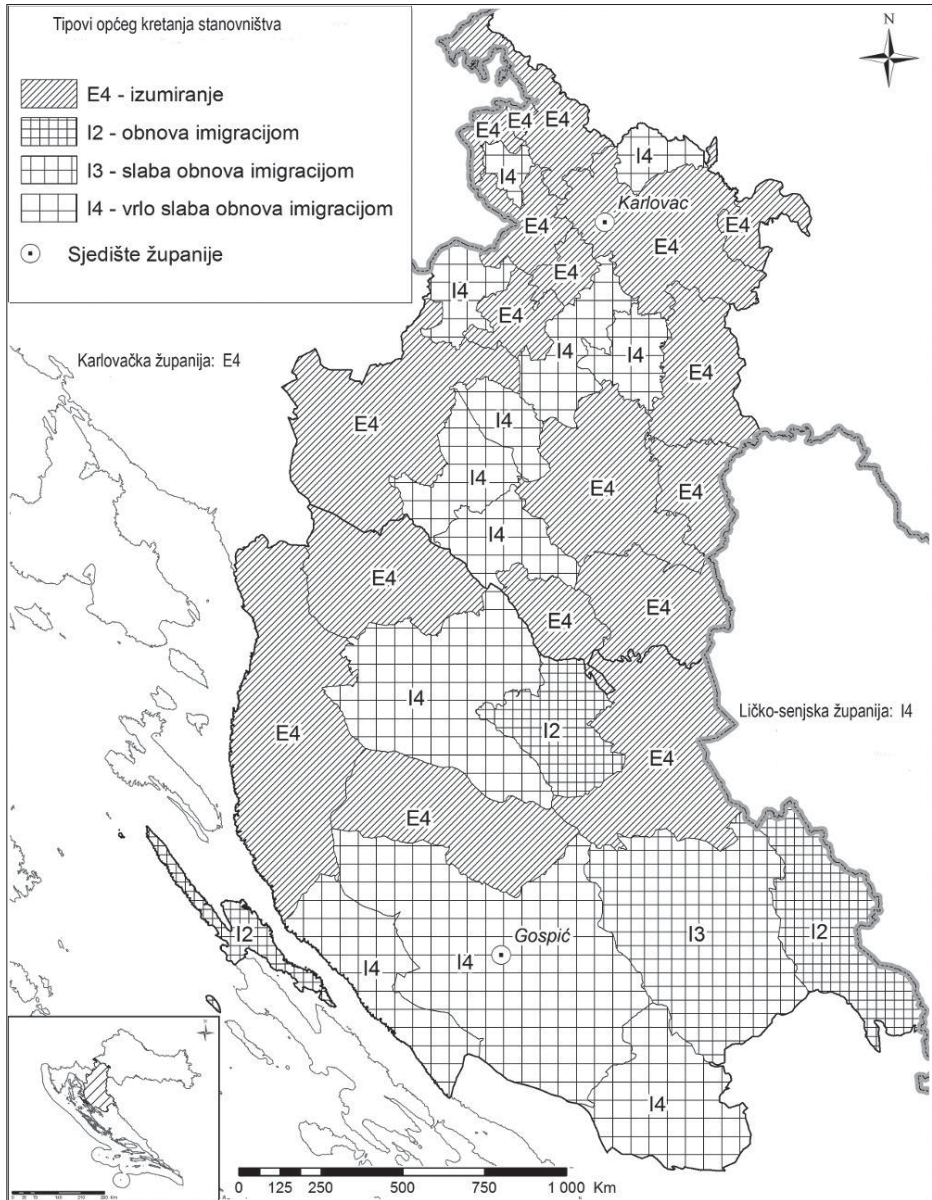 Tipovi općeg kretanja stanovništva
E4 - izumiranje
I2 - obnova imigracijom
I3 - slaba obnova imigracijom
I4 - vrlo slaba obnova imigracijom
Sjedište županije
N
E4
E4
E4
I4
I4
Karlovac
E4
E4
E4
E4
I4
E4
I4
I4
E4
Karlovačka županija: E4
E4
I4
I4
E4
E4
I4
E4
E4
E4
I4
I2
E4
E4
Ličko-senjska županija: I4
E4
I2
Gospić
I4
I4
I3
I2
I4
0 125 250 500 750 1 000 Km